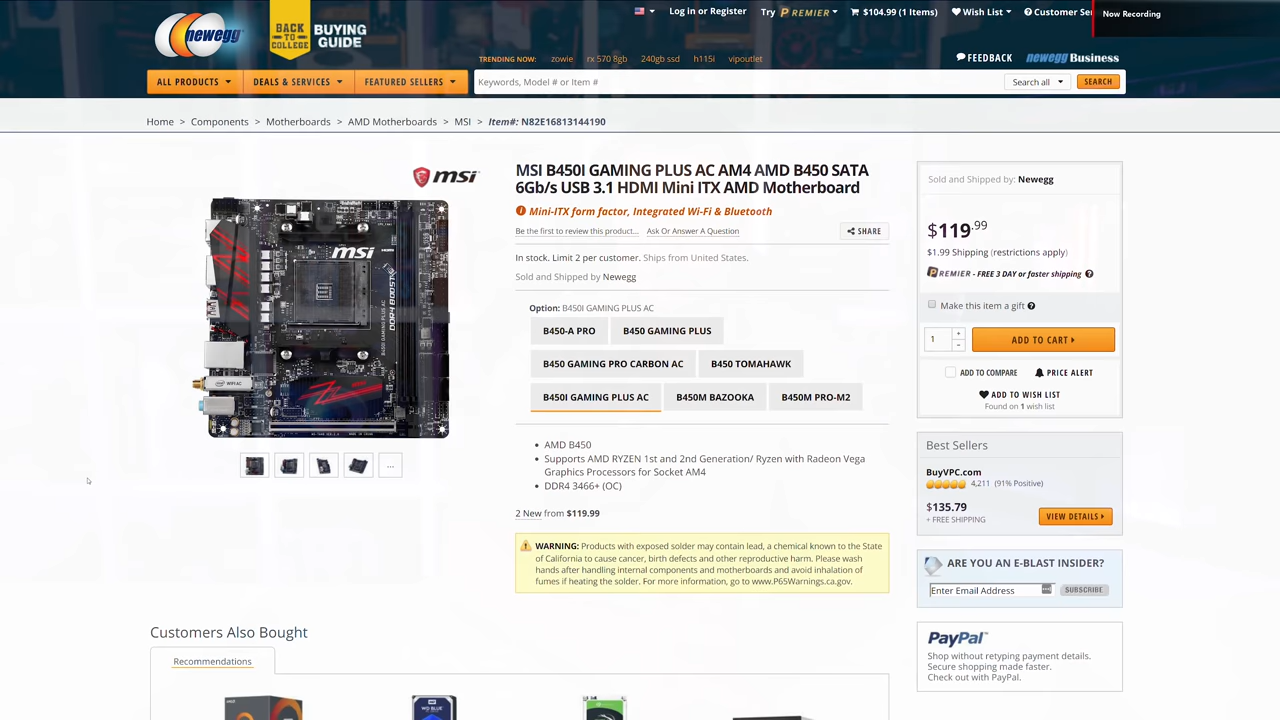 newegg
BACK TO COLLEGE
BUYING GUIDE
Log in or Register
Try PREMIER
$104.99 (1 Items)
Wish List
Customer Ser
Now Recording
TRENDING NOW: zowie rx 570 8gb 240gb ssd h115i vipoutlet
FEEDBACK
newegg Business
ALL PRODUCTS
DEALS & SERVICES
FEATURED SELLERS
Keywords, Model # or Item #
Search all
SEARCH
Home > Components > Motherboards > AMD Motherboards > MSI > Item#: N82E16813144190
msi
msi
DDR4 BOOST
B450I GAMING PLUS AC
WIFI AC
MSI B450I GAMING PLUS AC AM4 AMD B450 SATA
6Gb/s USB 3.1 HDMI Mini ITX AMD Motherboard
Mini-ITX form factor, Integrated Wi-Fi & Bluetooth
Be the first to review this product... Ask Or Answer A Question
SHARE
In stock. Limit 2 per customer. Ships from United States.
Sold and Shipped by Newegg
Option: B450I GAMING PLUS AC
B450-A PRO
B450 GAMING PLUS
B450 GAMING PRO CARBON AC
B450 TOMAHAWK
B450I GAMING PLUS AC
B450M BAZOOKA
B450M PRO-M2
AMD B450
Supports AMD RYZEN 1st and 2nd Generation/ Ryzen with Radeon Vega
Graphics Processors for Socket AM4
DDR4 3466+ (OC)
2 New from $119.99
WARNING: Products with exposed solder may contain lead, a chemical known to the State
of California to cause cancer, birth defects and other reproductive harm. Please wash
hands after handling internal components and motherboards and avoid inhalation of
fumes if heating the solder. For more information, go to www.P65Warnings.ca.gov.
Sold and Shipped by: Newegg
$119.99
$1.99 Shipping (restrictions apply)
PREMIER - FREE 3 DAY or faster shipping
Make this item a gift
1
ADD TO CART
ADD TO COMPARE
PRICE ALERT
ADD TO WISH LIST
Found on 1 wish list
Best Sellers
BuyVPC.com
4,211 (91% Positive)
$135.79
+ FREE SHIPPING
VIEW DETAILS
ARE YOU AN E-BLAST INSIDER?
Enter Email Address
SUBSCRIBE
PayPal
Shop without retyping payment details.
Secure shopping made faster.
Check out with PayPal.
Customers Also Bought
Recommendations
AMD
WD BLUE